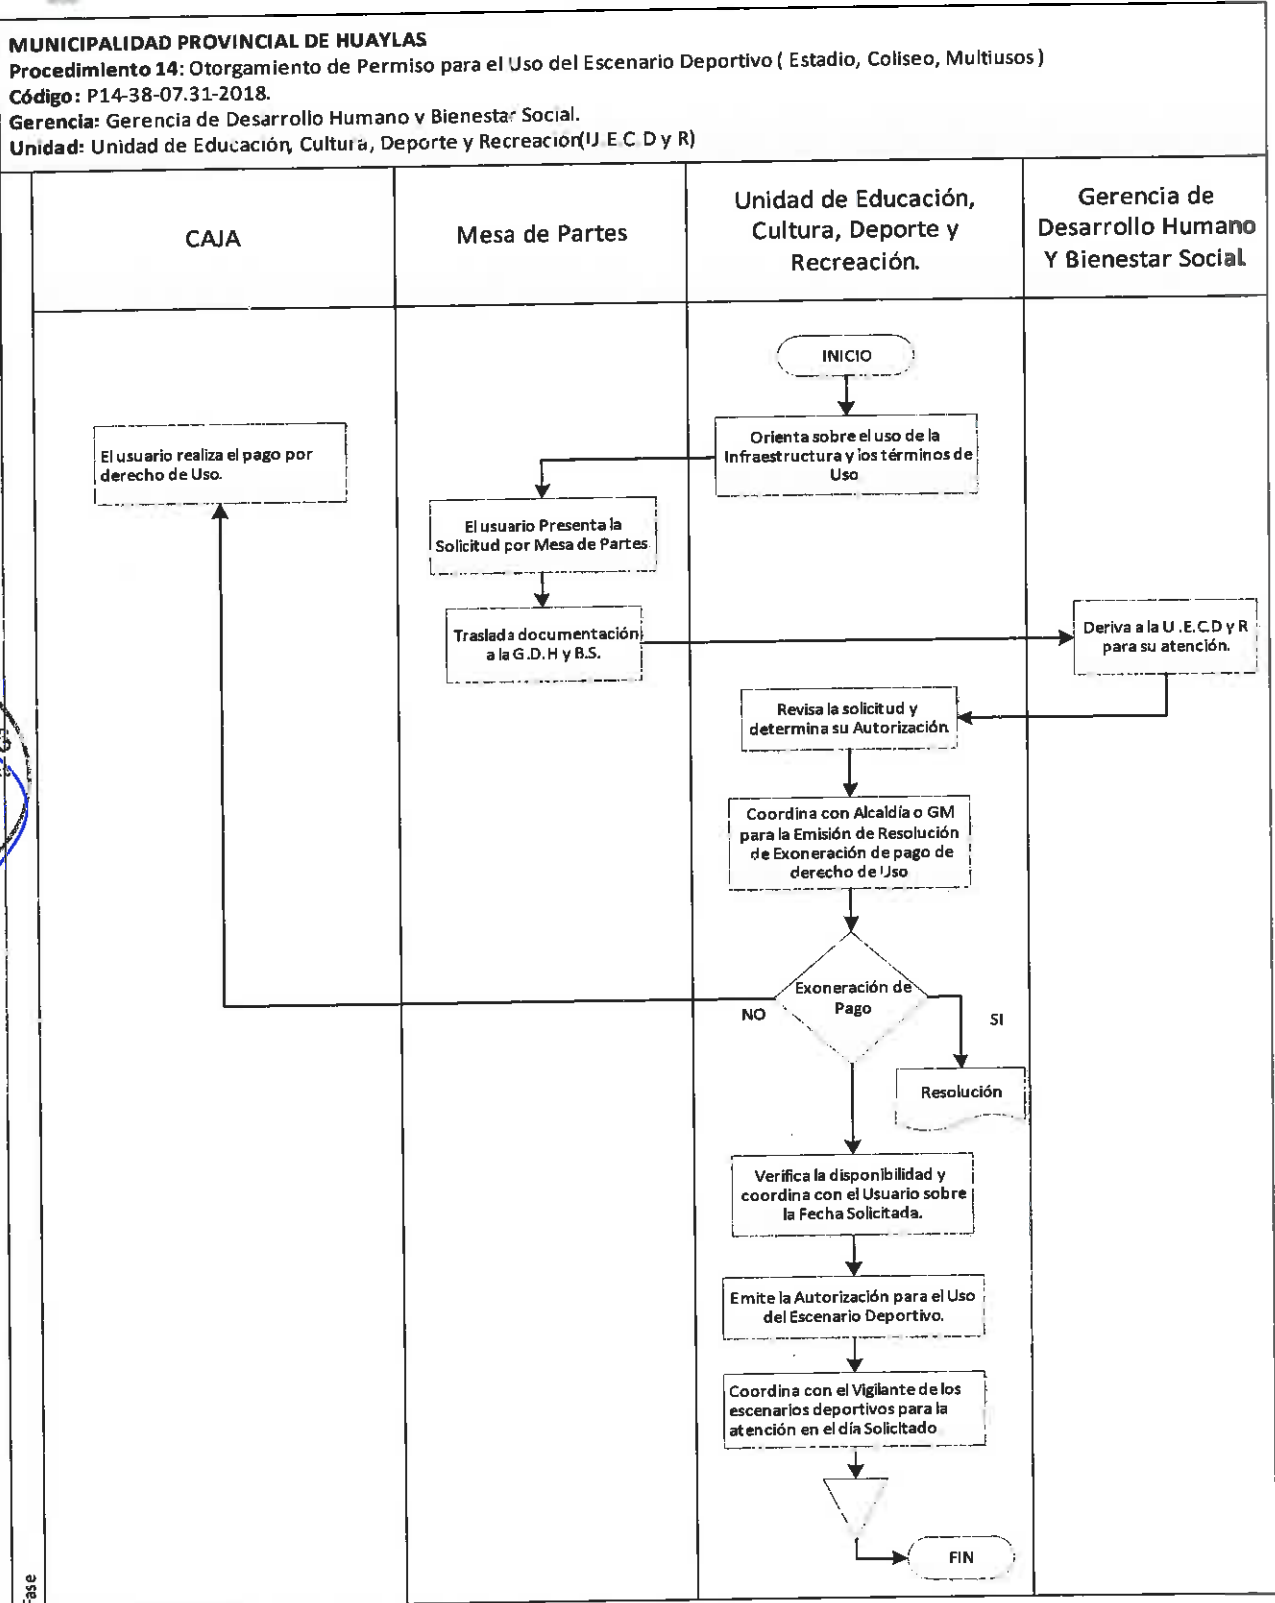 MUNICIPALIDAD PROVINCIAL DE HUAYLAS
Procedimiento 14: Otorgamiento de Permiso para el Uso del Escenario Deportivo ( Estadio, Coliseo, Multiusos )
Código: P14-38-07.31-2018.
Gerencia: Gerencia de Desarrollo Humano y Bienestar Social.
Unidad: Unidad de Educación, Cultura, Deporte y Recreación(U.E.C.D y R)
CAJA
Mesa de Partes
Unidad de Educación,
Cultura, Deporte y
Recreación.
Gerencia de
Desarrollo Humano
Y Bienestar Social.
INICIO
Orienta sobre el uso de la
Infraestructura y los términos de
Uso
El usuario realiza el pago por
derecho de Uso.
El usuario Presenta la
Solicitud por Mesa de Partes.
Traslada documentación
a la G.D.H y B.S.
Deriva a la U .E.C.D y R
para su atención.
Revisa la solicitud y
determina su Autorización.
Coordina con Alcaldía o GM
para la Emisión de Resolución
de Exoneración de pago de
derecho de Uso
Exoneración de
Pago
NO
SI
Resolución
Verifica la disponibilidad y
coordina con el Usuario sobre
la Fecha Solicitada.
Emite la Autorización para el Uso
del Escenario Deportivo.
Coordina con el Vigilante de los
escenarios deportivos para la
atención en el día Solicitado
FIN
Fase